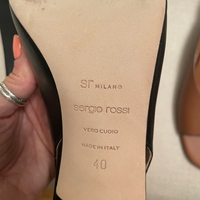 sr MILANO
sergio rossi
VERO CUOIO
MADE IN ITALY
40